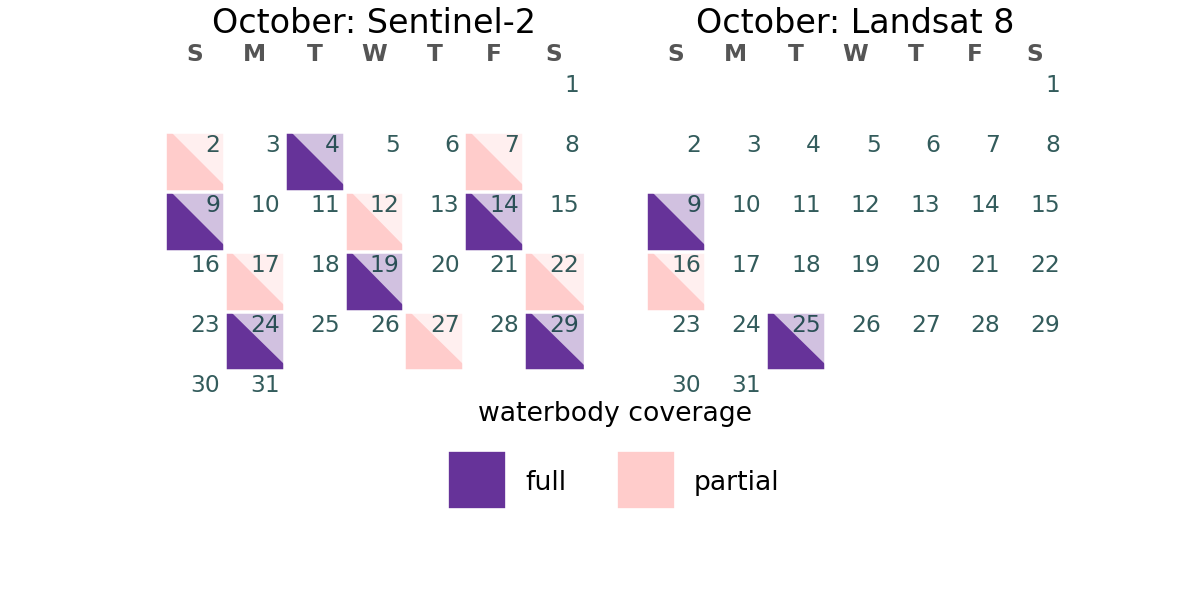 October: Sentinel-2
S M T W T F S
1
2 3 4 5 6 7 8
9 10 11 12 13 14 15
16 17 18 19 20 21 22
23 24 25 26 27 28 29
30 31
October: Landsat 8
S M T W T F S
1
2 3 4 5 6 7 8
9 10 11 12 13 14 15
16 17 18 19 20 21 22
23 24 25 26 27 28 29
30 31
waterbody coverage
full
partial